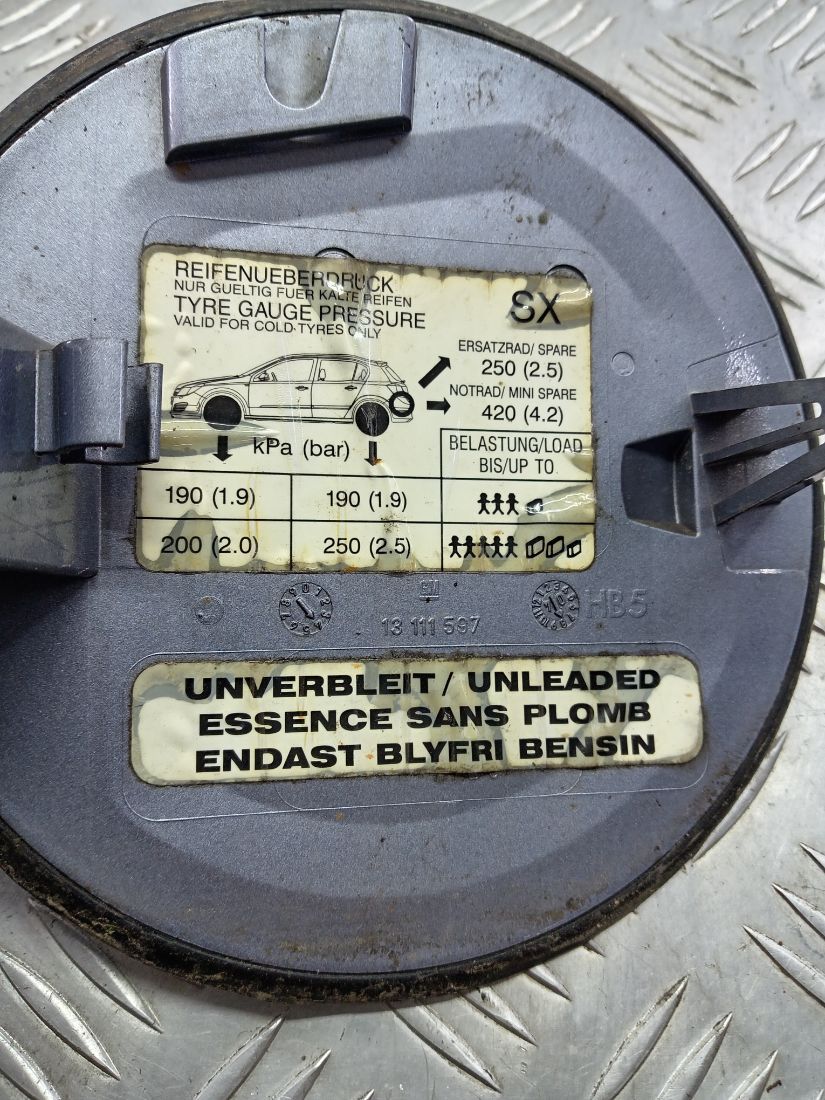 REIFENUEBERDRUCK
NUR GUELTIG FUER KALTE REIFEN
TYRE GAUGE PRESSURE
VALID FOR COLD TYRES ONLY
SX
ERSATZRAD/ SPARE
250 (2.5)
NOTRAD/ MINI SPARE
420 (4.2)
kPa (bar)
BELASTUNG/LOAD
BIS/UP TO
190 (1.9) 190 (1.9)
200 (2.0) 250 (2.5)
GM
13 111 597
HB5
UNVERBLEIT / UNLEADED
ESSENCE SANS PLOMB
ENDAST BLYFRI BENSIN